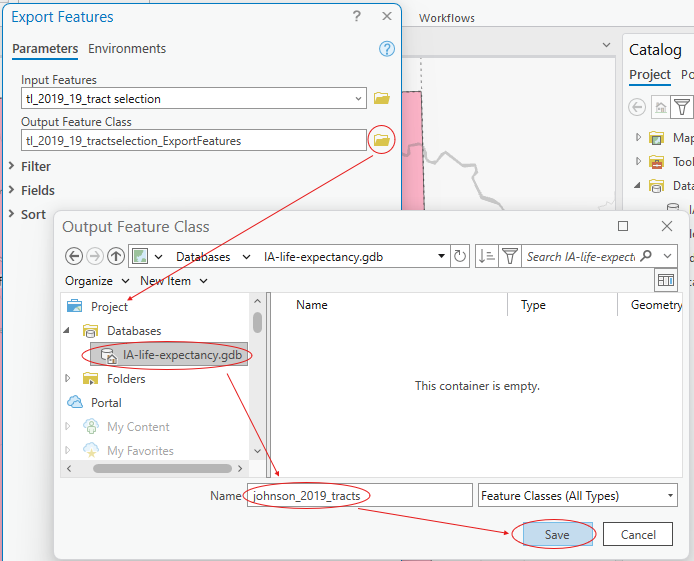 Export Features
?
Workflows
Parameters Environments
?
Input Features
tl_2019_19_tract selection
Output Feature Class
tl_2019_19_tractselection_ExportFeatures
Filter
Fields
Sort
Catalog
Project
Map
Tool
Data
Output Feature Class
Databases IA-life-expectancy.gdb
Search IA-life-expecta
Organize New Item
Project
Databases
IA-life-expectancy.gdb
Folders
Portal
My Content
My Favorites
Name Type Geometry
This container is empty.
Name johnson_2019_tracts Feature Classes (All Types)
Save Cancel